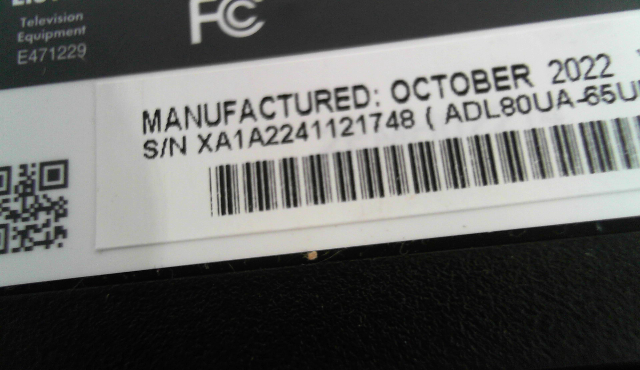 Television
Equipment
E471229
FC
MANUFACTURED: OCTOBER 2022
S/N XA1A2241121748 ( ADL80UA-65U